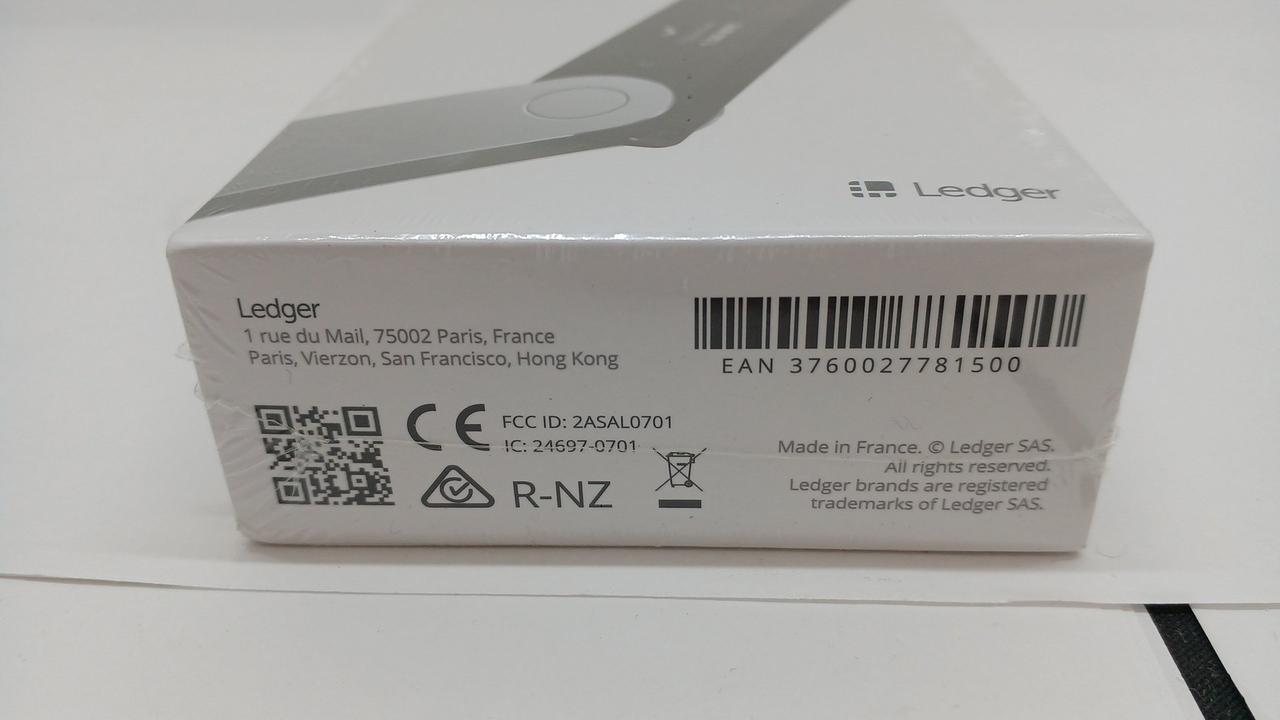 Ledger
Ledger
1 rue du Mail, 75002 Paris, France
Paris, Vierzon, San Francisco, Hong Kong
EAN 3760027781500
CE FCC ID: 2ASAL0701
IC: 24697-0701
R-NZ
Made in France. © Ledger SAS.
All rights reserved.
Ledger brands are registered
trademarks of Ledger SAS.